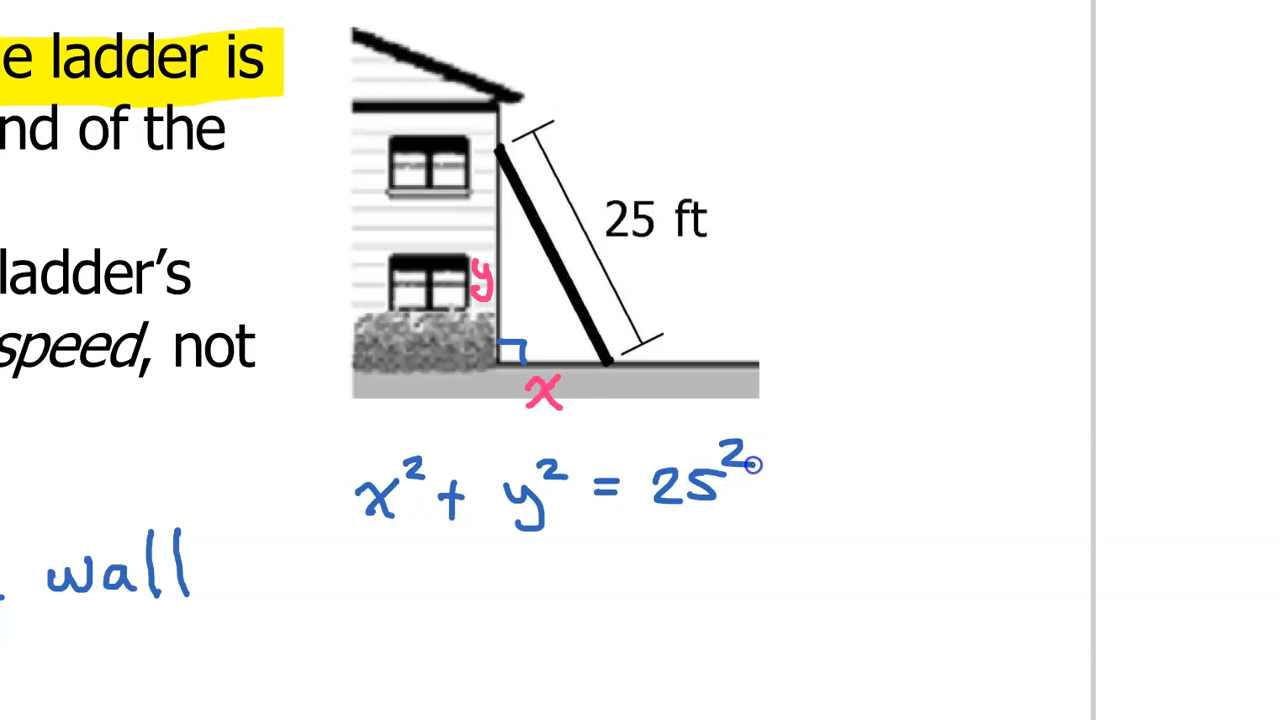 e ladder is
nd of the
ladder's
speed, not
25 ft
y
x
x² + y² = 25²
wall